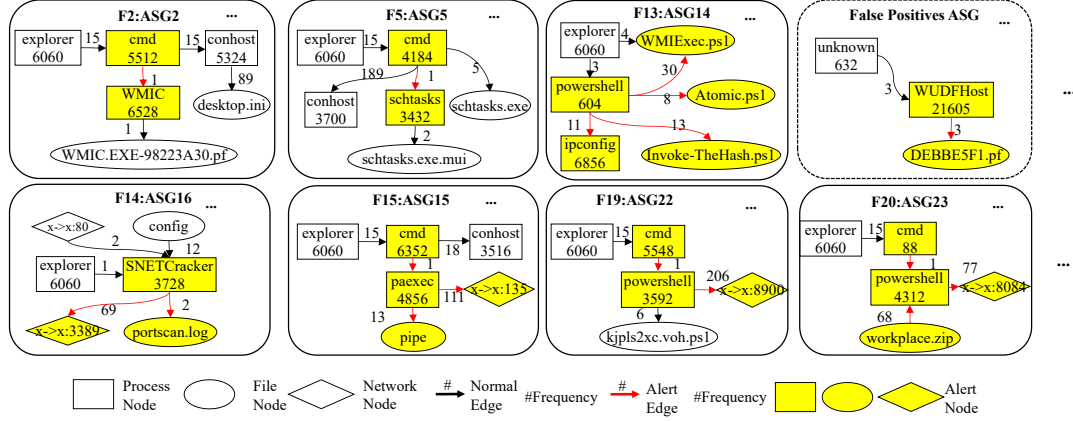 F2:ASG2
...
explorer
6060
15
cmd
5512
15
conhost
5324
1
89
WMIC
6528
desktop.ini
1
WMIC.EXE-98223A30.pf
F5:ASG5
...
explorer
6060
15
cmd
4184
189
1
5
conhost
3700
schtasks
3432
schtasks.exe
2
schtasks.exe.mui
F13:ASG14
...
explorer
6060
4
WMIExec.ps1
3
30
powershell
604
8
Atomic.ps1
11
13
ipconfig
6856
Invoke-TheHash.ps1
False Positives ASG
...
unknown
632
3
WUDFHost
21605
3
DEBBE5F1.pf
...
F14:ASG16
...
x->x:80
config
2
12
explorer
6060
1
SNETCracker
3728
69
2
x->x:3389
portscan.log
F15:ASG15
...
explorer
6060
15
cmd
6352
18
conhost
3516
1
paexec
4856
111
x->x:135
13
pipe
F19:ASG22
...
explorer
6060
15
cmd
5548
1
206
powershell
3592
x->x:8900
6
kjpls2xc.voh.ps1
F20:ASG23
...
explorer
6060
15
cmd
88
1
77
powershell
4312
x->x:8084
68
workplace.zip
...
Process
Node
File
Node
Network
Node
#
Normal
Edge
#Frequency
#
Alert
Edge
#Frequency
Alert
Node